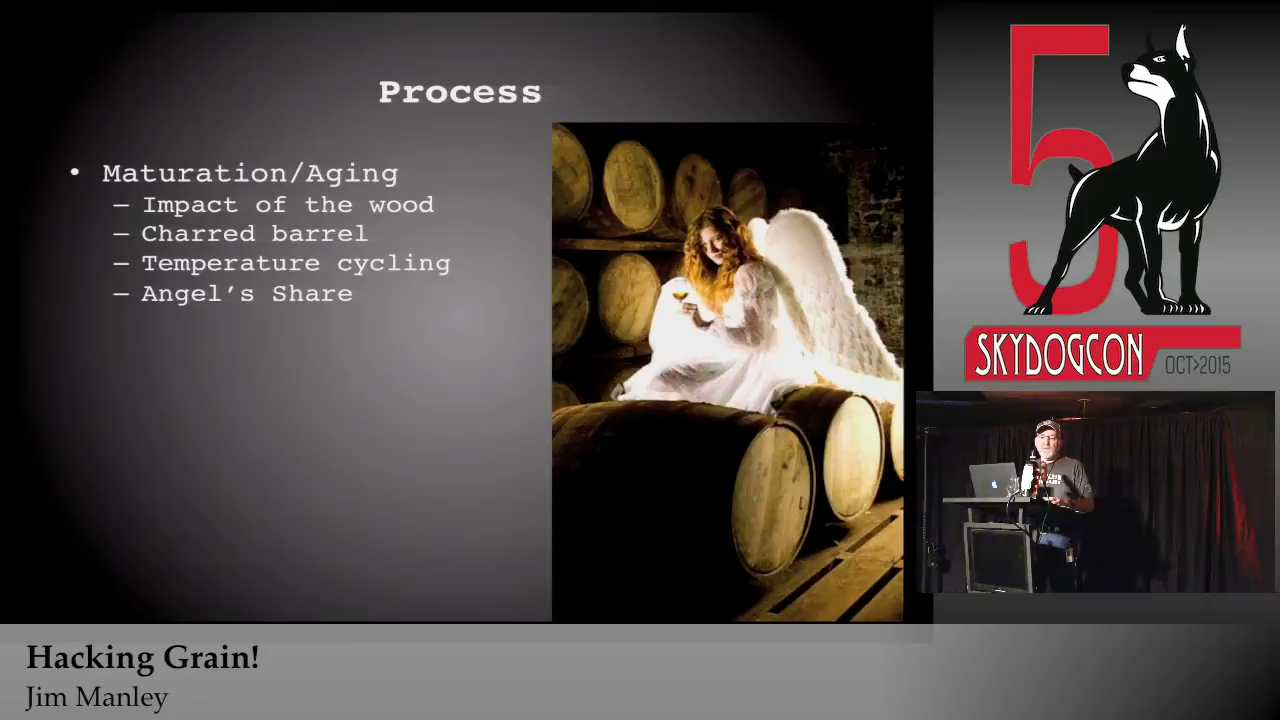 Process
• Maturation/Aging
– Impact of the wood
– Charred barrel
– Temperature cycling
– Angel's Share
5
SKYDOGCON
OCT>2015
Hacking Grain!
Jim Manley